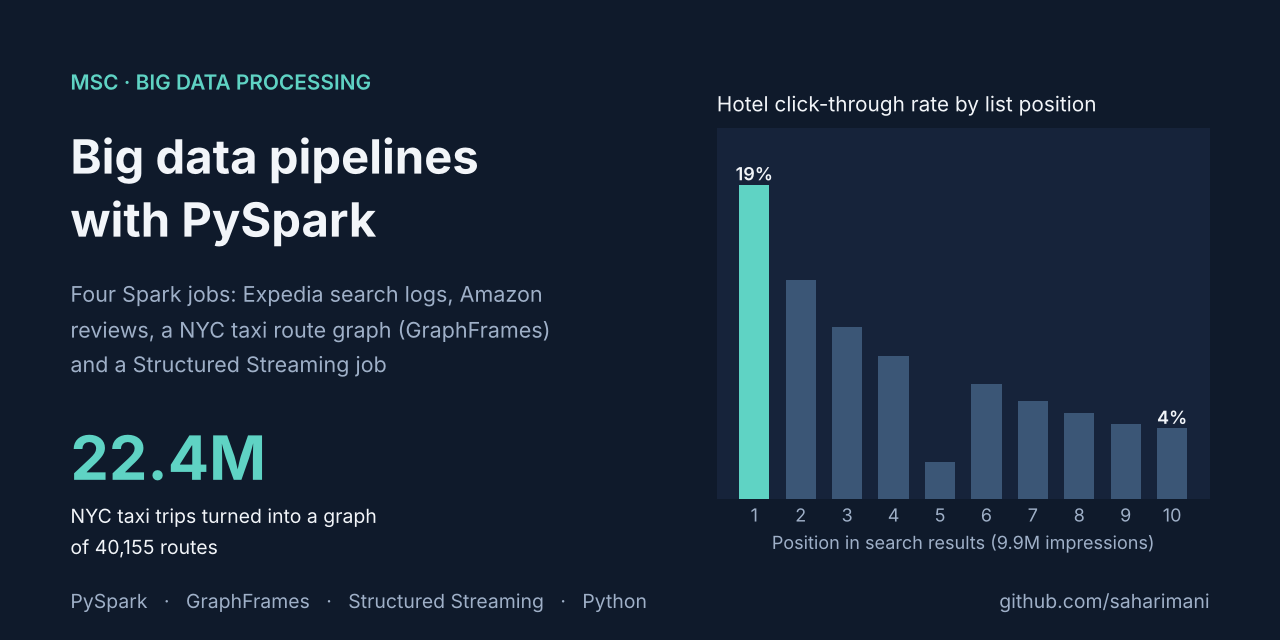 MSC · BIG DATA PROCESSING
Big data pipelines
with PySpark
Four Spark jobs: Expedia search logs, Amazon
reviews, a NYC taxi route graph (GraphFrames)
and a Structured Streaming job
22.4M
NYC taxi trips turned into a graph
of 40,155 routes
PySpark · GraphFrames · Structured Streaming · Python
Hotel click-through rate by list position
19%
4%
1 2 3 4 5 6 7 8 9 10
Position in search results (9.9M impressions)
github.com/saharimani